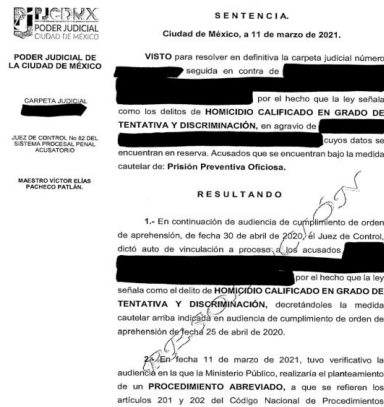 PJCDMX
PODER JUDICIAL
CIUDAD DE MÉXICO
PODER JUDICIAL DE
LA CIUDAD DE MÉXICO
CARPETA JUDICIAL
JUEZ DE CONTROL No 82 DEL
SISTEMA PROCESAL PENAL
ACUSATORIO
MAESTRO VÍCTOR ELÍAS
PACHECO PATLÁN.
S E N T E N C I A.
Ciudad de México, a 11 de marzo de 2021.
VISTO para resolver en definitiva la carpeta judicial número
seguida en contra de
por el hecho que la ley señala
como los delitos de HOMICIDIO CALIFICADO EN GRADO DE
TENTATIVA Y DISCRIMINACIÓN, en agravio de
cuyos datos se
encuentran en reserva. Acusados que se encuentran bajo la medida
cautelar de: Prisión Preventiva Oficiosa.
R E S U L T A N D O
1.- En continuación de audiencia de cumplimiento de orden
de aprehensión, de fecha 30 de abril de 2020, el Juez de Control,
dictó auto de vinculación a proceso a los acusados
por el hecho que la ley
señala como el delito de HOMICIDIO CALIFICADO EN GRADO DE
TENTATIVA Y DISCRIMINACIÓN, decretándoles la medida
cautelar arriba indicada en audiencia de cumplimiento de orden de
aprehensión de fecha 25 de abril de 2020.
2.- En fecha 11 de marzo de 2021, tuvo verificativo la
audiencia en la que la Ministerio Público, realizaría el planteamiento
de un PROCEDIMIENTO ABREVIADO, a que se refieren los
artículos 201 y 202 del Código Nacional de Procedimientos